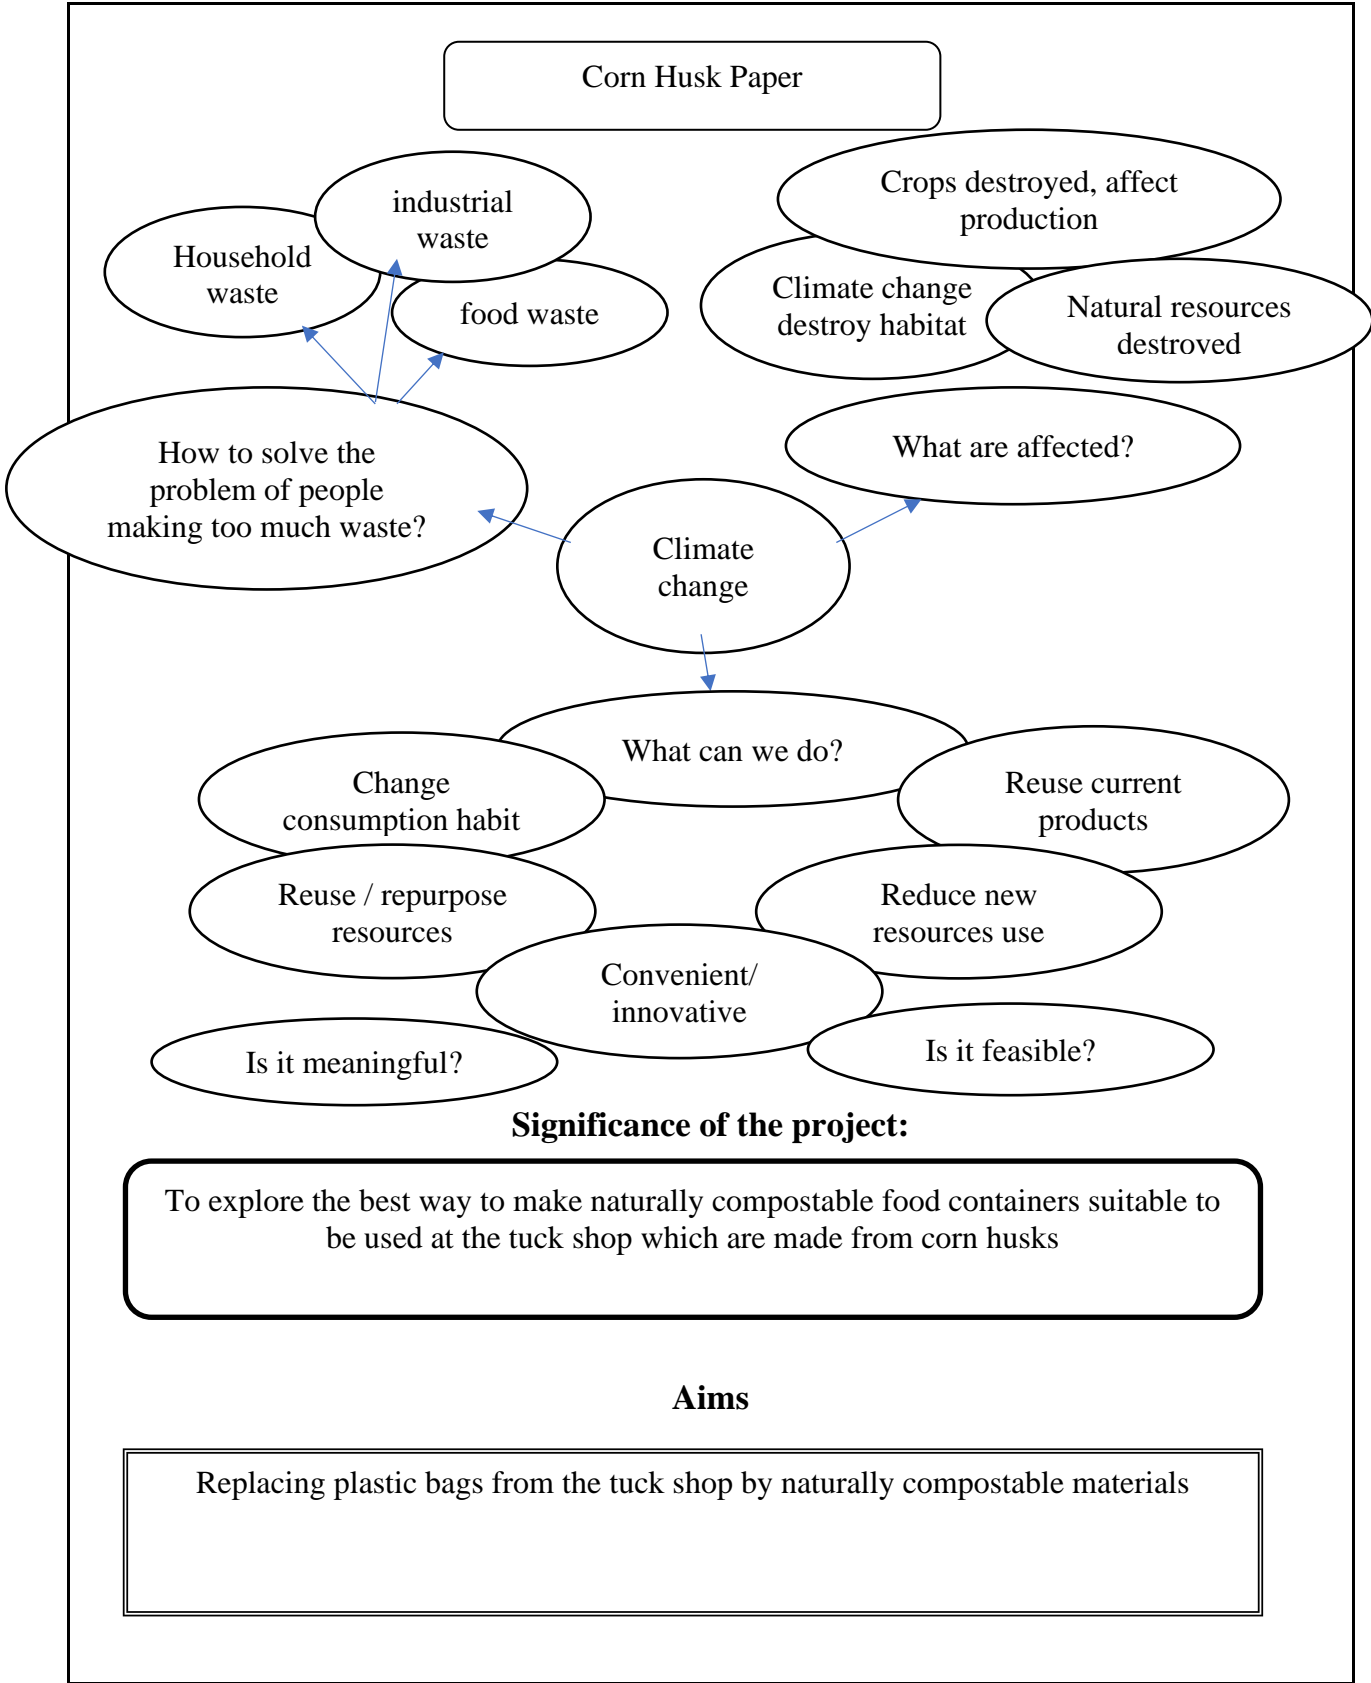 Corn Husk Paper
industrial
waste
Household
waste
food waste
Crops destroyed, affect
production
Climate change
destroy habitat
Natural resources
destroved
How to solve the
problem of people
making too much waste?
What are affected?
Climate
change
What can we do?
Change
consumption habit
Reuse current
products
Reuse / repurpose
resources
Reduce new
resources use
Convenient/
innovative
Is it meaningful?
Is it feasible?
Significance of the project:
To explore the best way to make naturally compostable food containers suitable to
be used at the tuck shop which are made from corn husks
Aims
Replacing plastic bags from the tuck shop by naturally compostable materials